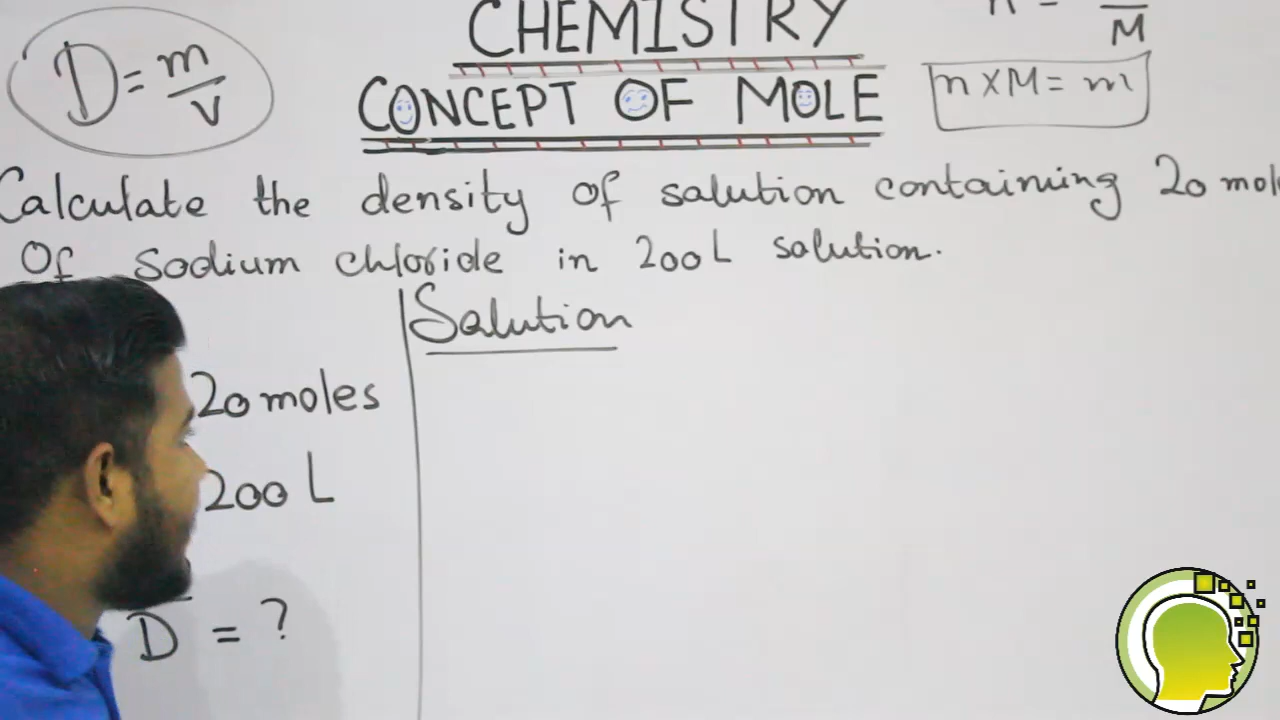 D = m/v
CHEMISTRY
CONCEPT OF MOLE
M
n × M = m
Calculate the density of salution containing 20 mol
Of Sodium chloride in 200 L salution.
Salution
20 moles
200 L
D = ?